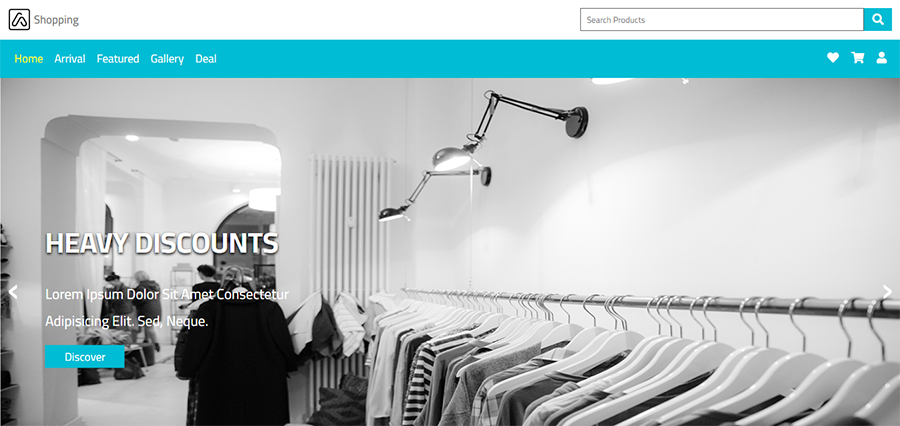 Shopping
Search Products
Home Arrival Featured Gallery Deal
HEAVY DISCOUNTS
Lorem Ipsum Dolor Sit Amet Consectetur
Adipisicing Elit. Sed, Neque.
Discover